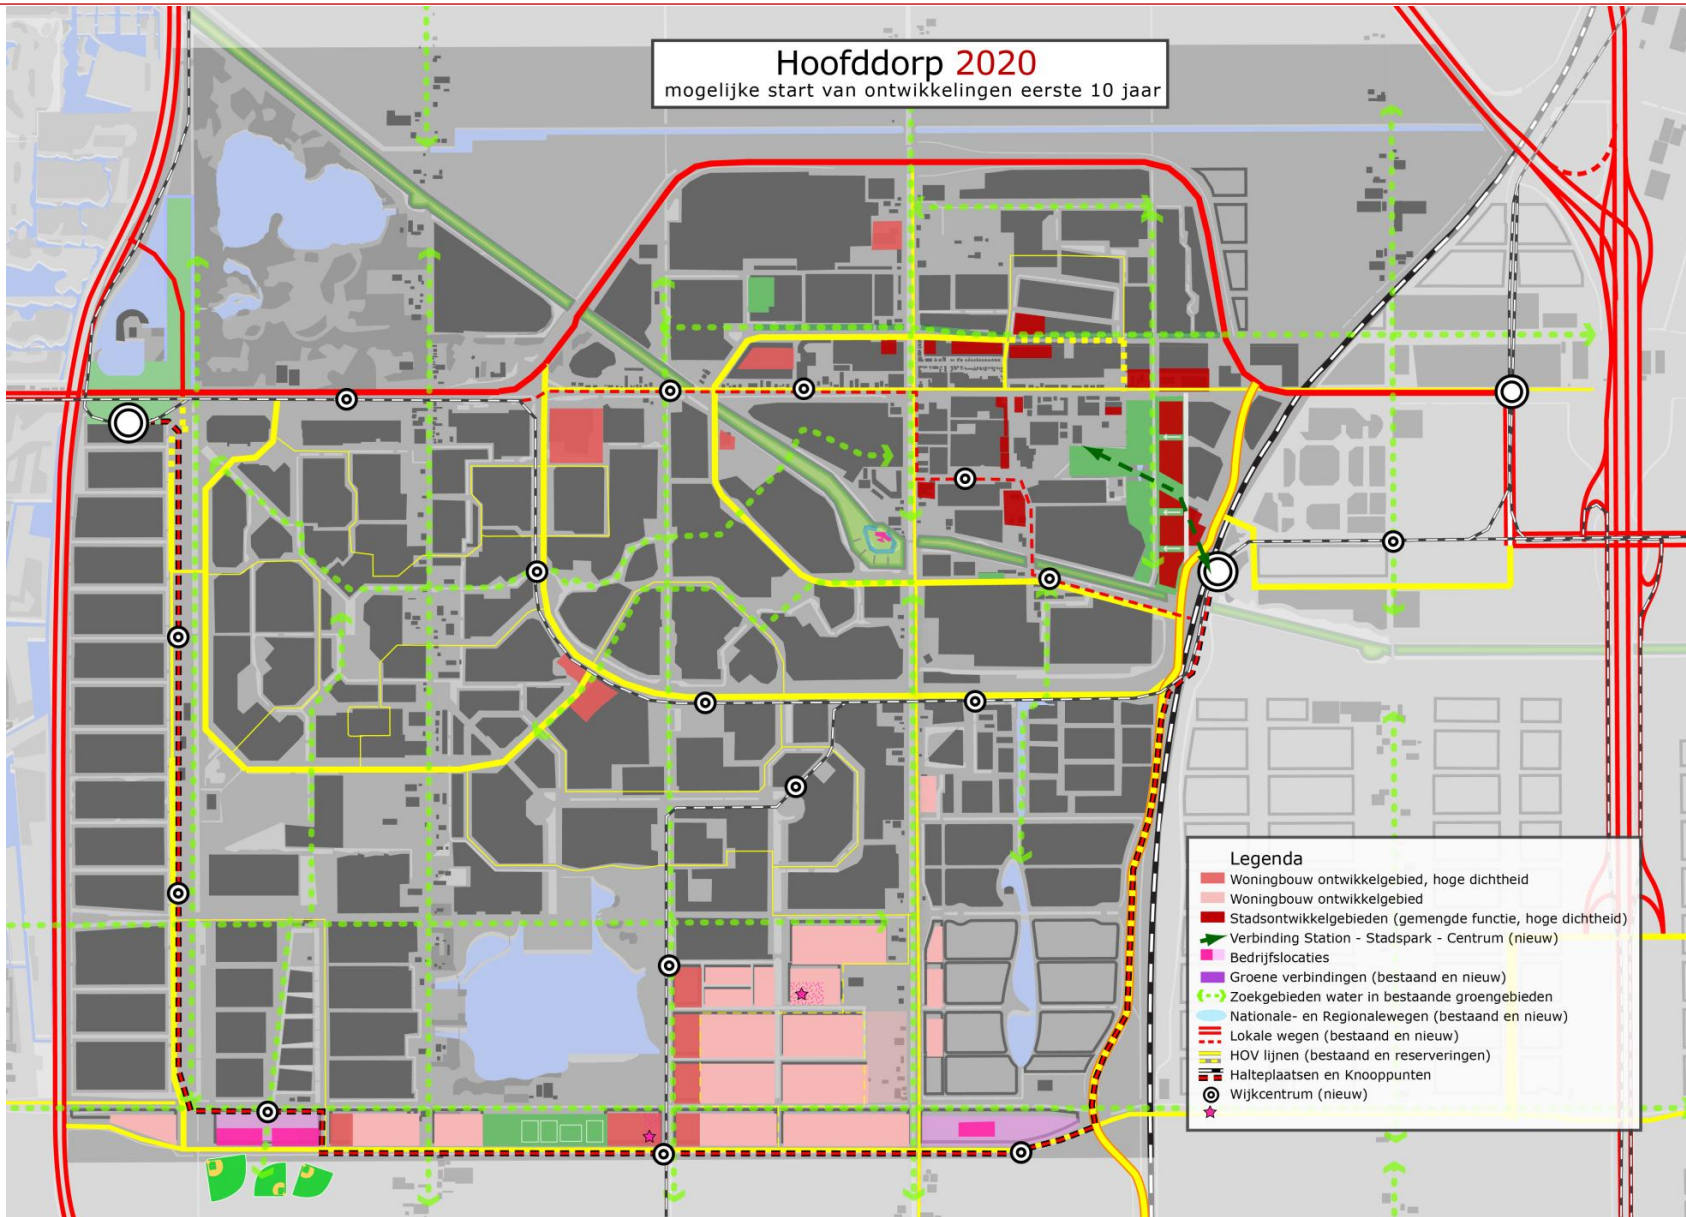 Hoofddorp 2020
mogelijke start van ontwikkelingen eerste 10 jaar
Legenda
Woningbouw ontwikkelgebied, hoge dichtheid
Woningbouw ontwikkelgebied
Stadsontwikkelgebieden (gemengde functie, hoge dichtheid)
Verbinding Station - Stadspark - Centrum (nieuw)
Bedrijfslocaties
Groene verbindingen (bestaand en nieuw)
Zoekgebieden water in bestaande groengebieden
Nationale- en Regionalewegen (bestaand en nieuw)
Lokale wegen (bestaand en nieuw)
HOV lijnen (bestaand en reserveringen)
Halteplaatsen en Knooppunten
Wijkcentrum (nieuw)